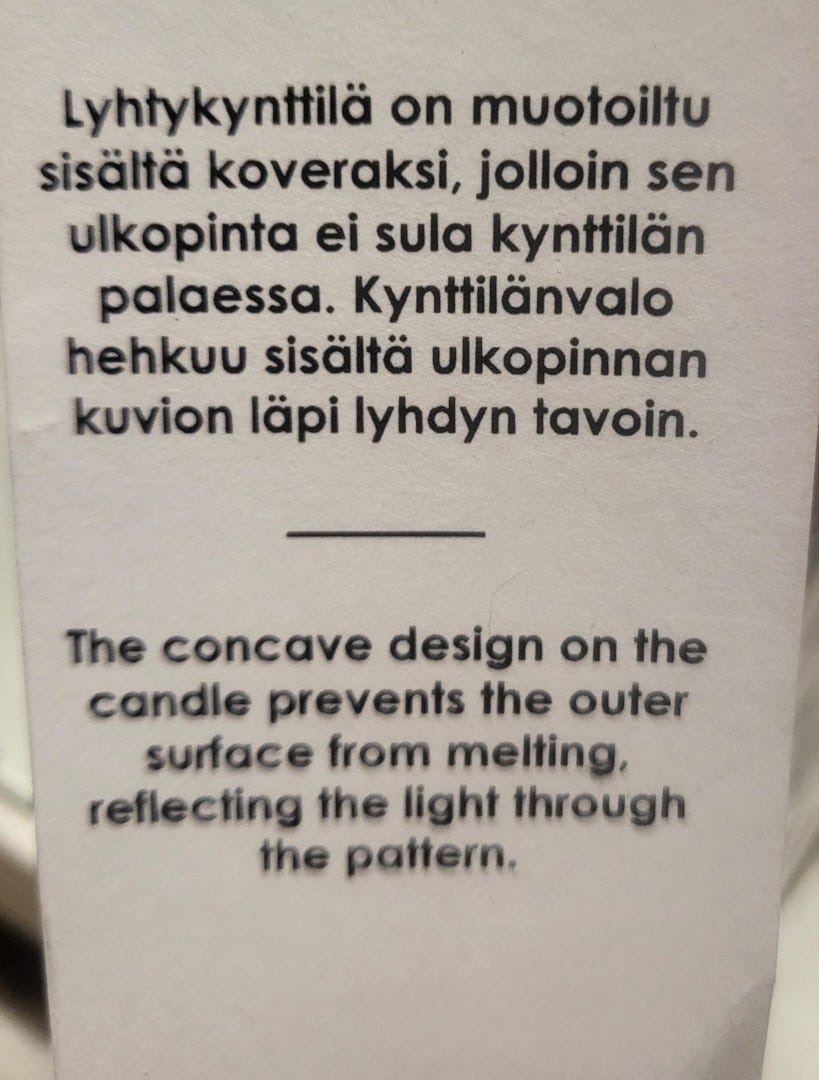 Lyhtykynttilä on muotoiltu
sisältä koveraksi, jolloin sen
ulkopinta ei sula kynttilän
palaessa. Kynttilänvalo
hehkuu sisältä ulkopinnan
kuvion läpi lyhdyn tavoin.
The concave design on the
candle prevents the outer
surface from melting,
reflecting the light through
the pattern.